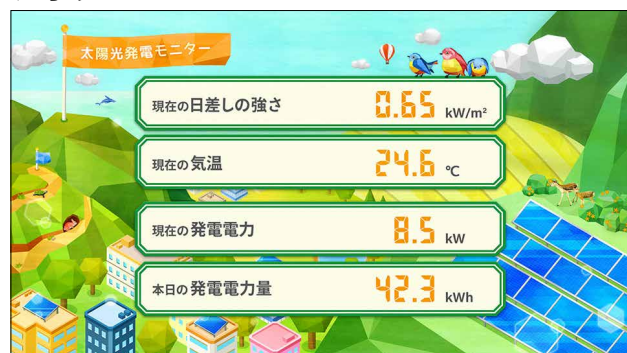 太陽光発電モニター
現在の日差しの強さ 0.65 kW/m²
現在の気温 24.6 ℃
現在の発電電力 8.5 kW
本日の発電電力量 42.3 kWh